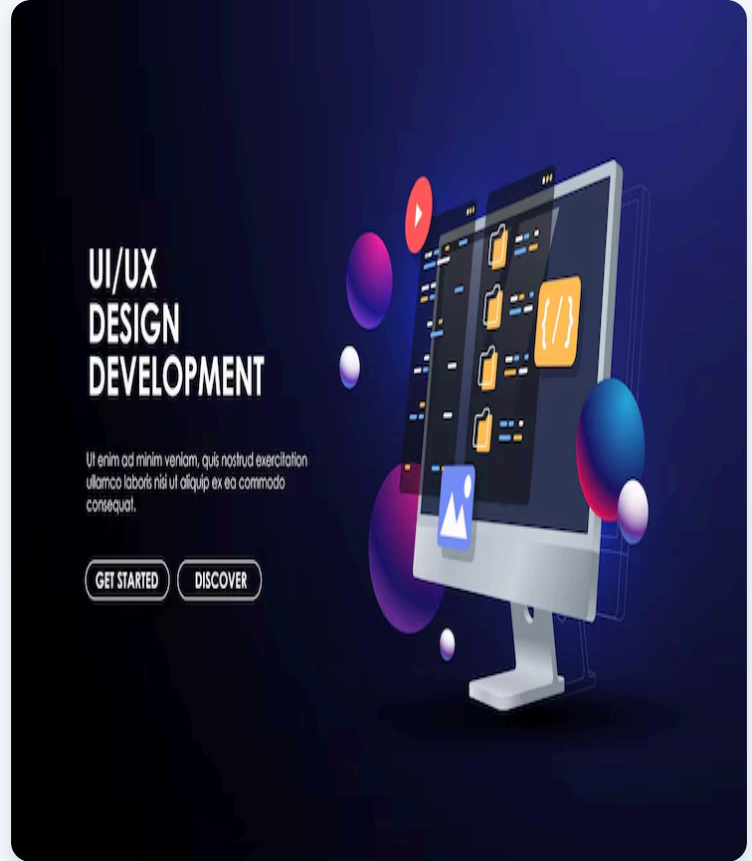 UI/UX
DESIGN
DEVELOPMENT
Ut enim ad minim veniam, quis nostrud exercitation
ullamco laboris nisi ut aliquip ex ea commodo
consequat.
GET STARTED
DISCOVER
{/}